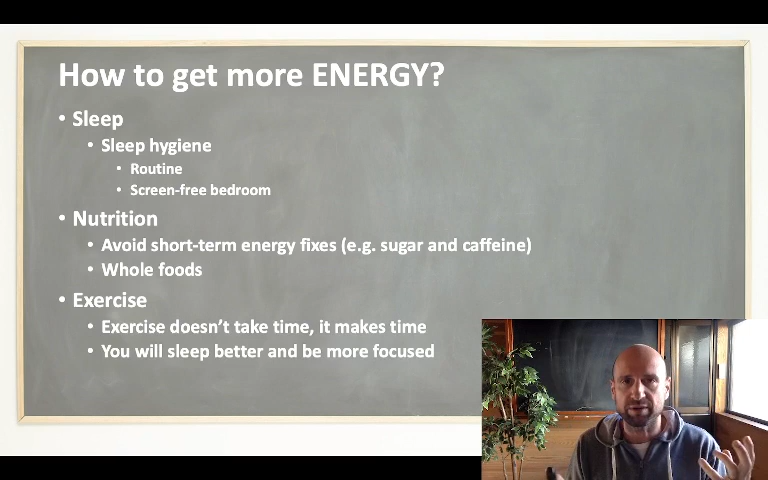 How to get more ENERGY?
• Sleep
• Sleep hygiene
• Routine
• Screen-free bedroom
• Nutrition
• Avoid short-term energy fixes (e.g. sugar and caffeine)
• Whole foods
• Exercise
• Exercise doesn’t take time, it makes time
• You will sleep better and be more focused